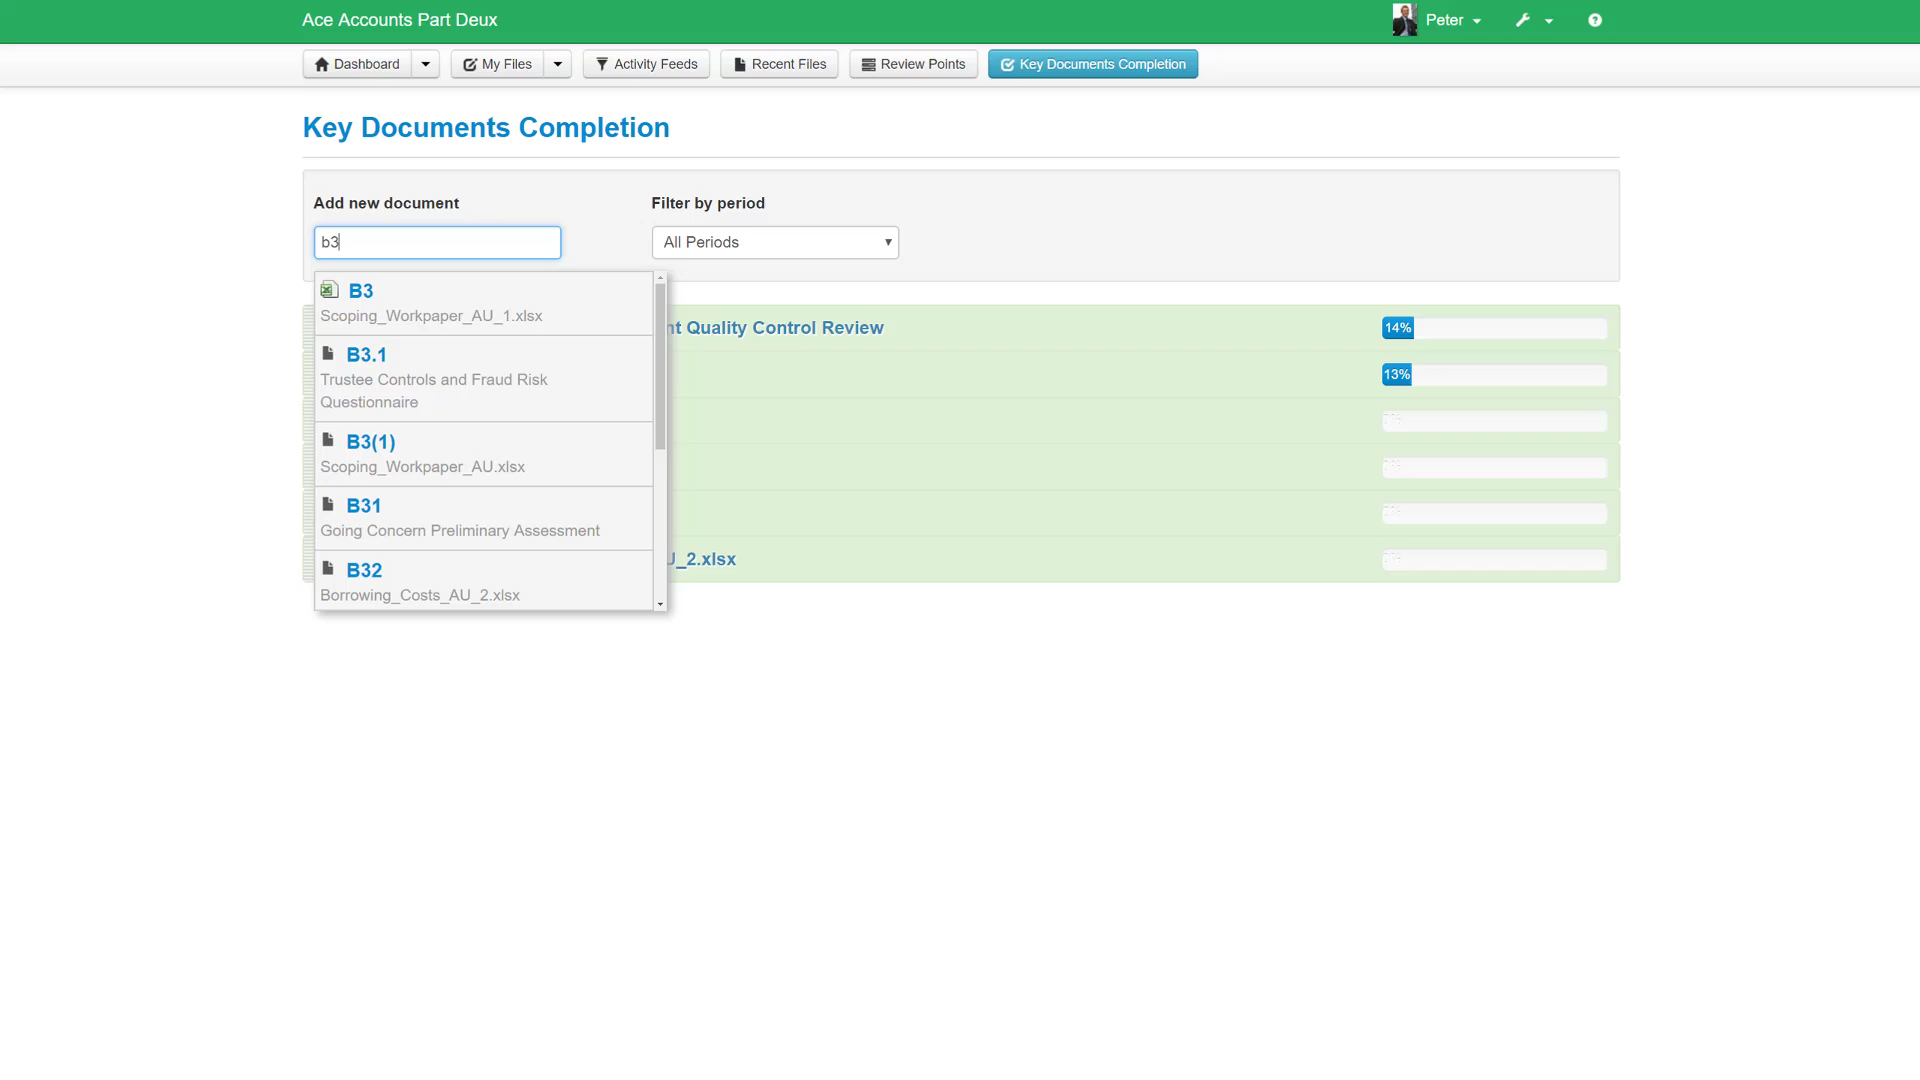 Ace Accounts Part Deux
Peter
Dashboard
My Files
Activity Feeds
Recent Files
Review Points
Key Documents Completion
Key Documents Completion
Add new document
Filter by period
b3
All Periods
B3
Scoping_Workpaper_AU_1.xlsx
B3.1
Trustee Controls and Fraud Risk
Questionnaire
B3(1)
Scoping_Workpaper_AU.xlsx
B31
Going Concern Preliminary Assessment
B32
Borrowing_Costs_AU_2.xlsx
nt Quality Control Review
14%
13%
U_2.xlsx